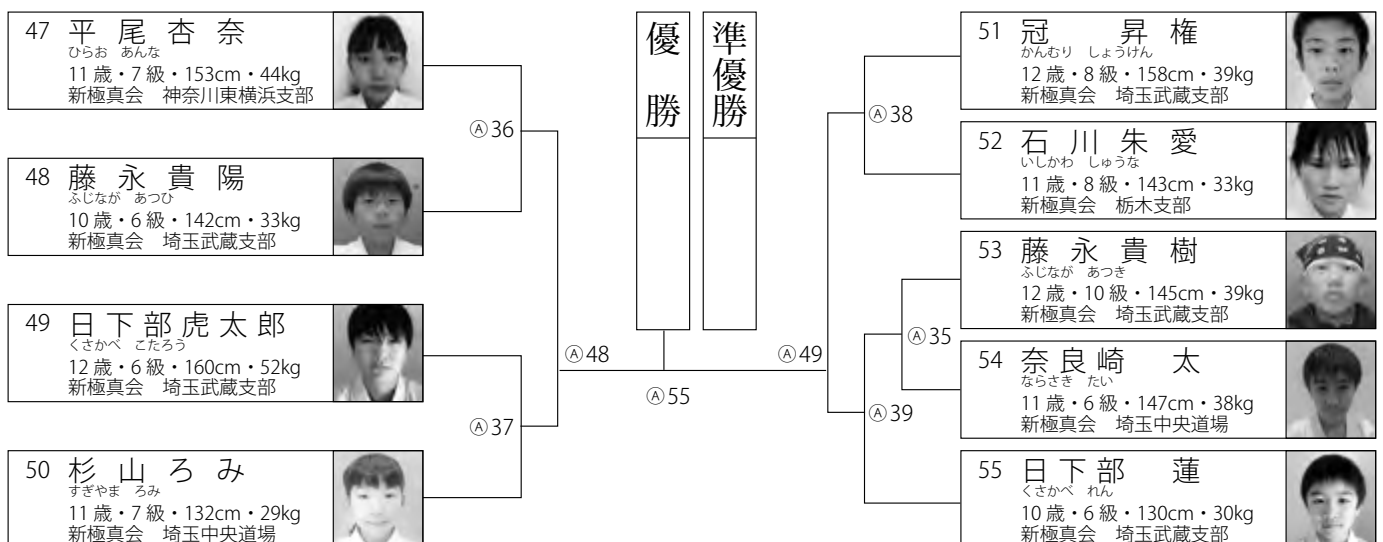 47 平尾杏奈
ひらお あんな
11歳・7級・153cm・44kg
新極真会 神奈川東横浜支部
48 藤永貴陽
ふじなが あつひ
10歳・6級・142cm・33kg
新極真会 埼玉武蔵支部
49 日下部虎太郎
くさかべ こたろう
12歳・6級・160cm・52kg
新極真会 埼玉武蔵支部
50 杉山ろみ
すぎやま ろみ
11歳・7級・132cm・29kg
新極真会 埼玉中央道場
Ⓐ36
Ⓐ37
Ⓐ48
優勝
準優勝
Ⓐ55
Ⓐ49
Ⓐ38
Ⓐ35
Ⓐ39
51 冠 昇権
かんむり しょうけん
12歳・8級・158cm・39kg
新極真会 埼玉武蔵支部
52 石川朱愛
いしかわ しゅうな
11歳・8級・143cm・33kg
新極真会 栃木支部
53 藤永貴樹
ふじなが あつき
12歳・10級・145cm・39kg
新極真会 埼玉武蔵支部
54 奈良崎 太
ならさき たい
11歳・6級・147cm・38kg
新極真会 埼玉中央道場
55 日下部 蓮
くさかべ れん
10歳・6級・130cm・30kg
新極真会 埼玉武蔵支部